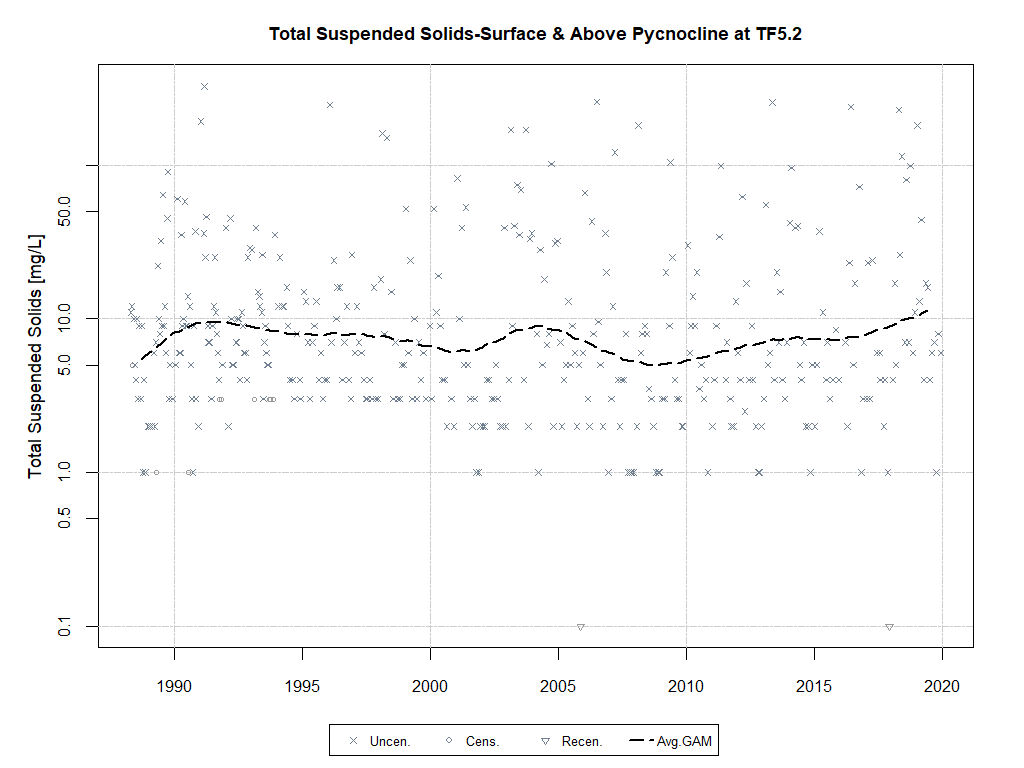 Total Suspended Solids-Surface & Above Pycnocline at TF5.2
Total Suspended Solids [mg/L]
50.0
10.0
5.0
1.0
0.5
0.1
1990 1995 2000 2005 2010 2015 2020
Uncen. Cens. Recen. Avg.GAM